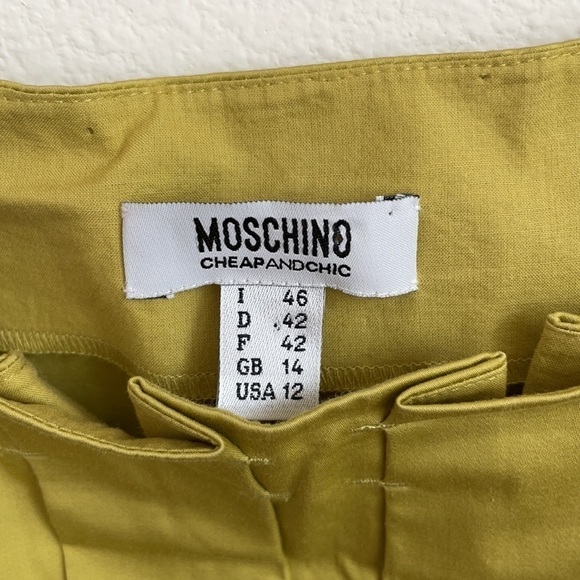 MOSCHINO
CHEAPANDCHIC
I 46
D 42
F 42
GB 14
USA 12